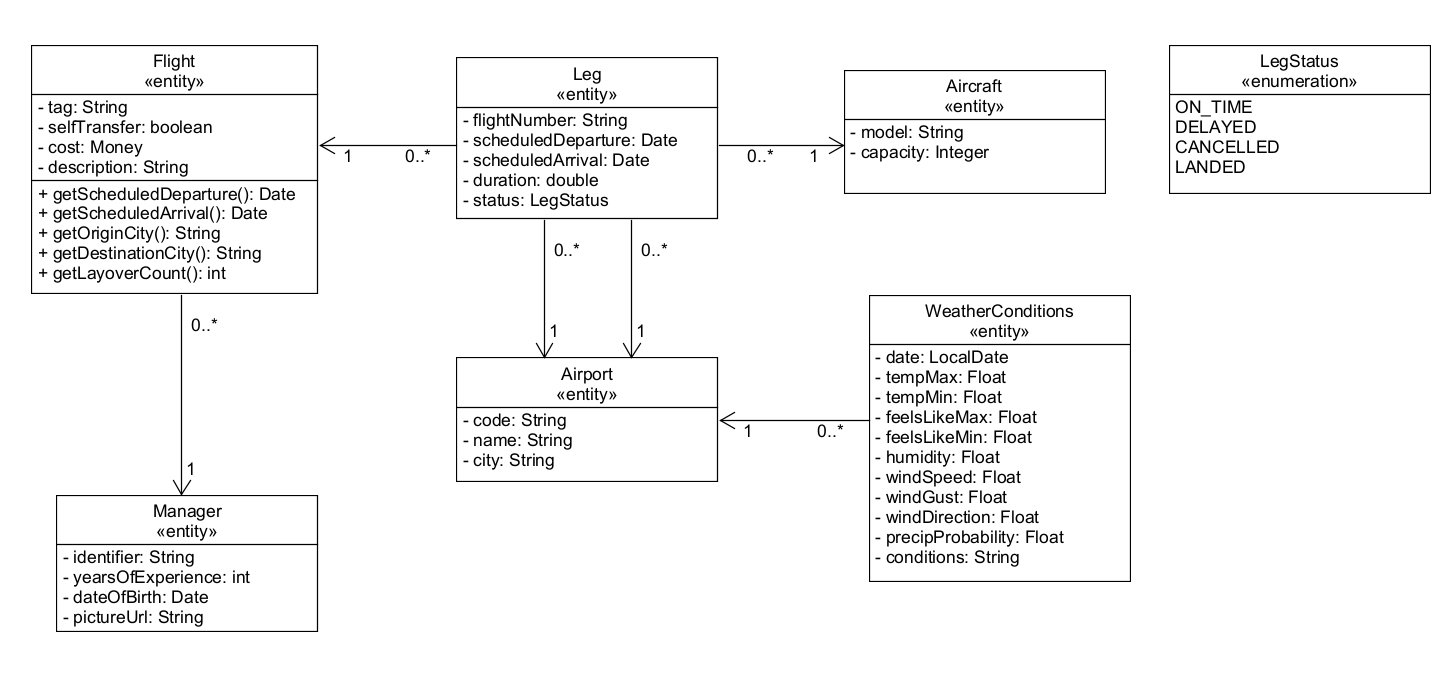 Flight
«entity»
- tag: String
- selfTransfer: boolean
- cost: Money
- description: String
+ getScheduledDeparture(): Date
+ getScheduledArrival(): Date
+ getOriginCity(): String
+ getDestinationCity(): String
+ getLayoverCount(): int
1
0..*
Leg
«entity»
- flightNumber: String
- scheduledDeparture: Date
- scheduledArrival: Date
- duration: double
- status: LegStatus
0..*
1
Aircraft
«entity»
- model: String
- capacity: Integer
LegStatus
«enumeration»
ON_TIME
DELAYED
CANCELLED
LANDED
0..*
0..*
1
1
0..*
1
Airport
«entity»
- code: String
- name: String
- city: String
1
0..*
WeatherConditions
«entity»
- date: LocalDate
- tempMax: Float
- tempMin: Float
- feelsLikeMax: Float
- feelsLikeMin: Float
- humidity: Float
- windSpeed: Float
- windGust: Float
- windDirection: Float
- precipProbability: Float
- conditions: String
Manager
«entity»
- identifier: String
- yearsOfExperience: int
- dateOfBirth: Date
- pictureUrl: String